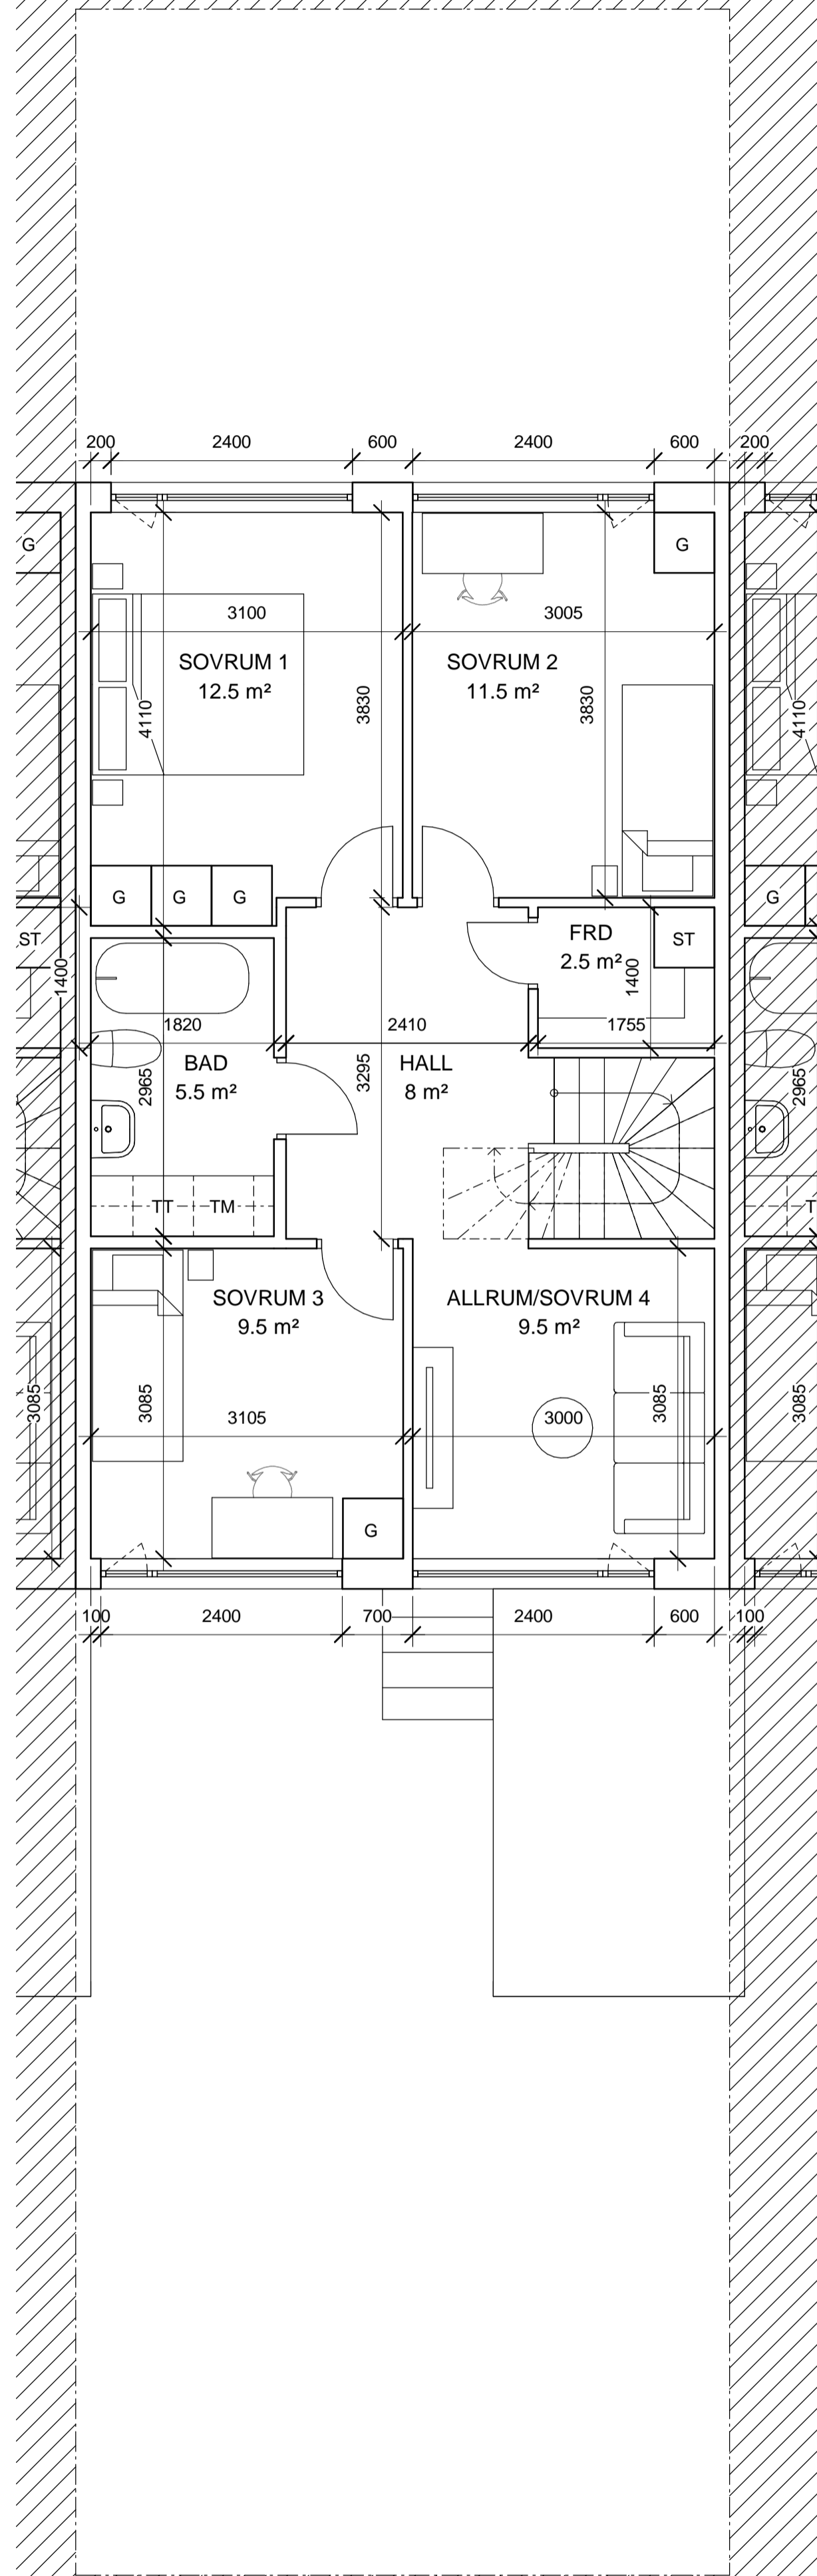 200 2400 600 2400 600 200
G G
3100 3005
SOVRUM 1 SOVRUM 2
12.5 m² 11.5 m²
4110 3830 3830 4110
G G G G
ST FRD ST
2.5 m²
1400 1400
1820 2410 1755
BAD HALL
5.5 m² 8 m²
2965 3295 2965
TT TM T
SOVRUM 3 ALLRUM/SOVRUM 4
9.5 m² 9.5 m²
3085 3085 3085 3085
3105 3000
G
100 2400 700 2400 600 100